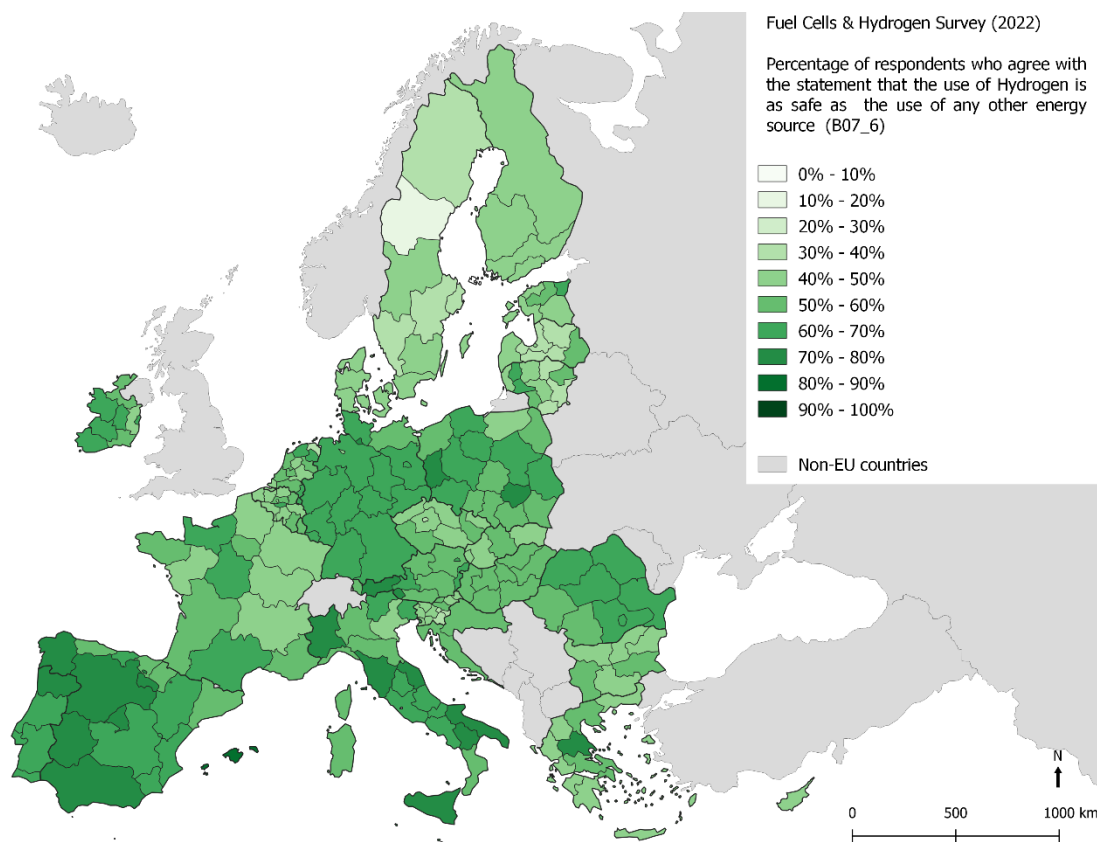 Fuel Cells & Hydrogen Survey (2022)
Percentage of respondents who agree with
the statement that the use of Hydrogen is
as safe as the use of any other energy
source (B07_6)
0% - 10%
10% - 20%
20% - 30%
30% - 40%
40% - 50%
50% - 60%
60% - 70%
70% - 80%
80% - 90%
90% - 100%
Non-EU countries
N
0 500 1000 km